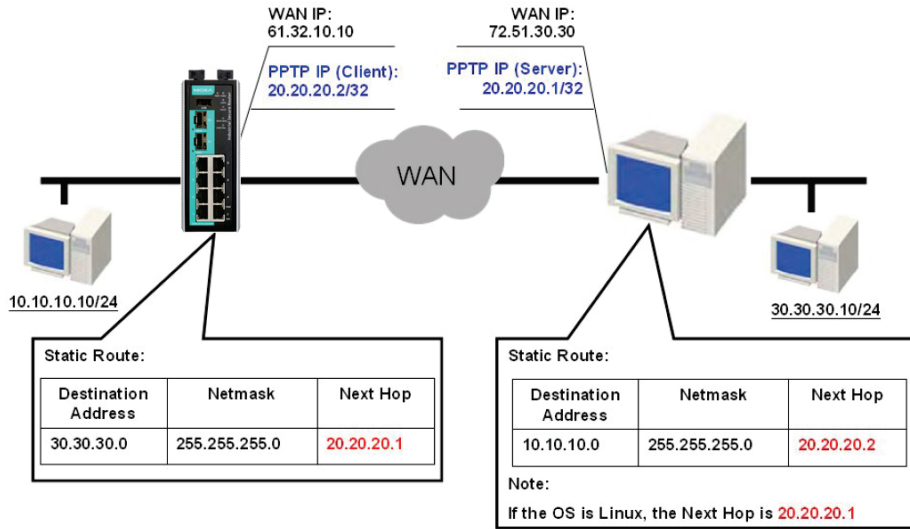 WAN IP:
61.32.10.10
PPTP IP (Client):
20.20.20.2/32
WAN IP:
72.51.30.30
PPTP IP (Server):
20.20.20.1/32
WAN
10.10.10.10/24
30.30.30.10/24
Static Route:
Destination Address Netmask Next Hop
30.30.30.0 255.255.255.0 20.20.20.1
Static Route:
Destination Address Netmask Next Hop
10.10.10.0 255.255.255.0 20.20.20.2
Note:
If the OS is Linux, the Next Hop is 20.20.20.1